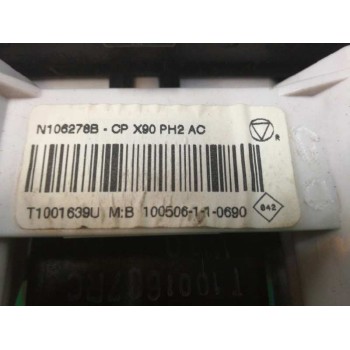 N106278B - CP X90 PH2 AC
R
T1001639U M:B 100506-1-1-0690
842